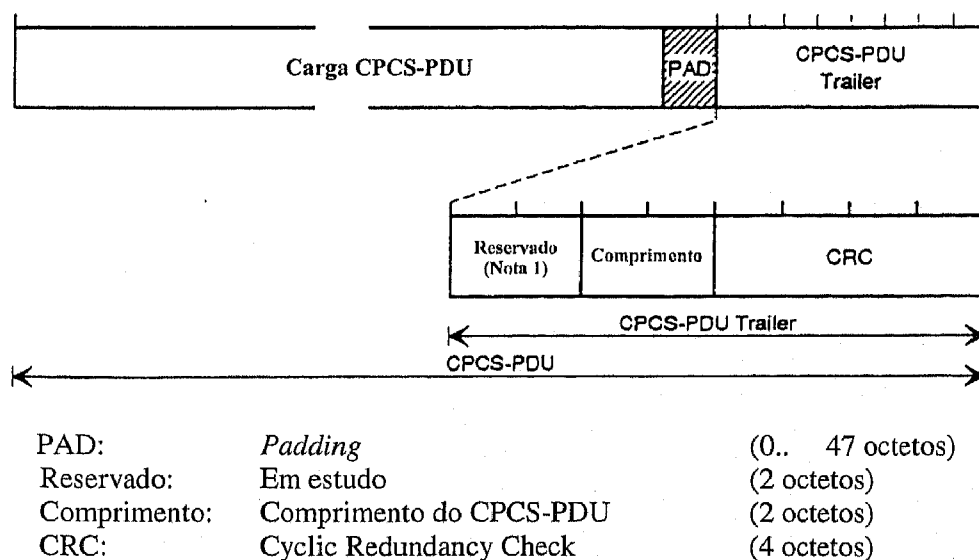 Carga CPCS-PDU PAD CPCS-PDU
Trailer
Reservado
(Nota 1) Comprimento CRC
CPCS-PDU Trailer
CPCS-PDU
PAD: Padding (0.. 47 octetos)
Reservado: Em estudo (2 octetos)
Comprimento: Comprimento do CPCS-PDU (2 octetos)
CRC: Cyclic Redundancy Check (4 octetos)